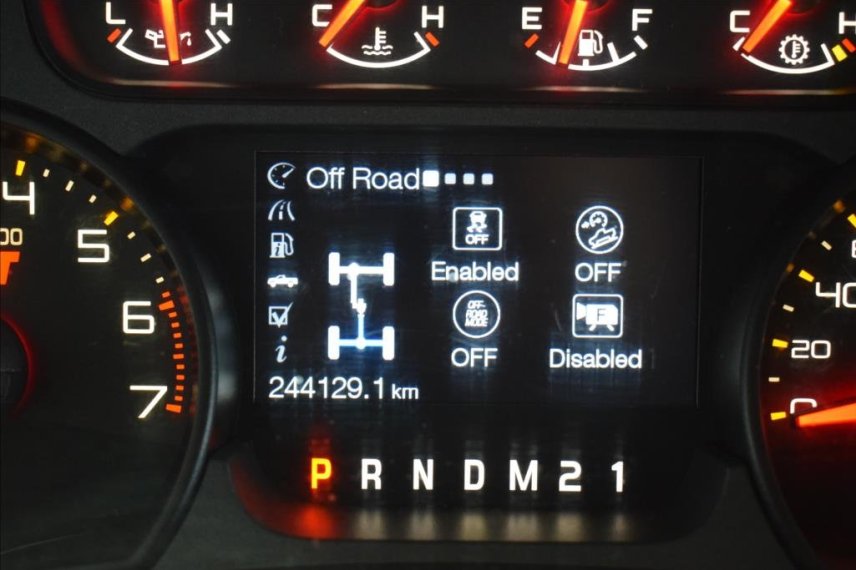 L H
C H
E F
C H
4
5
6
7
Off Road
OFF
Enabled
OFF
OFF-
ROAD
MODE
OFF
F
Disabled
i
244129.1 km
P R N D M 2 1
40
20
0